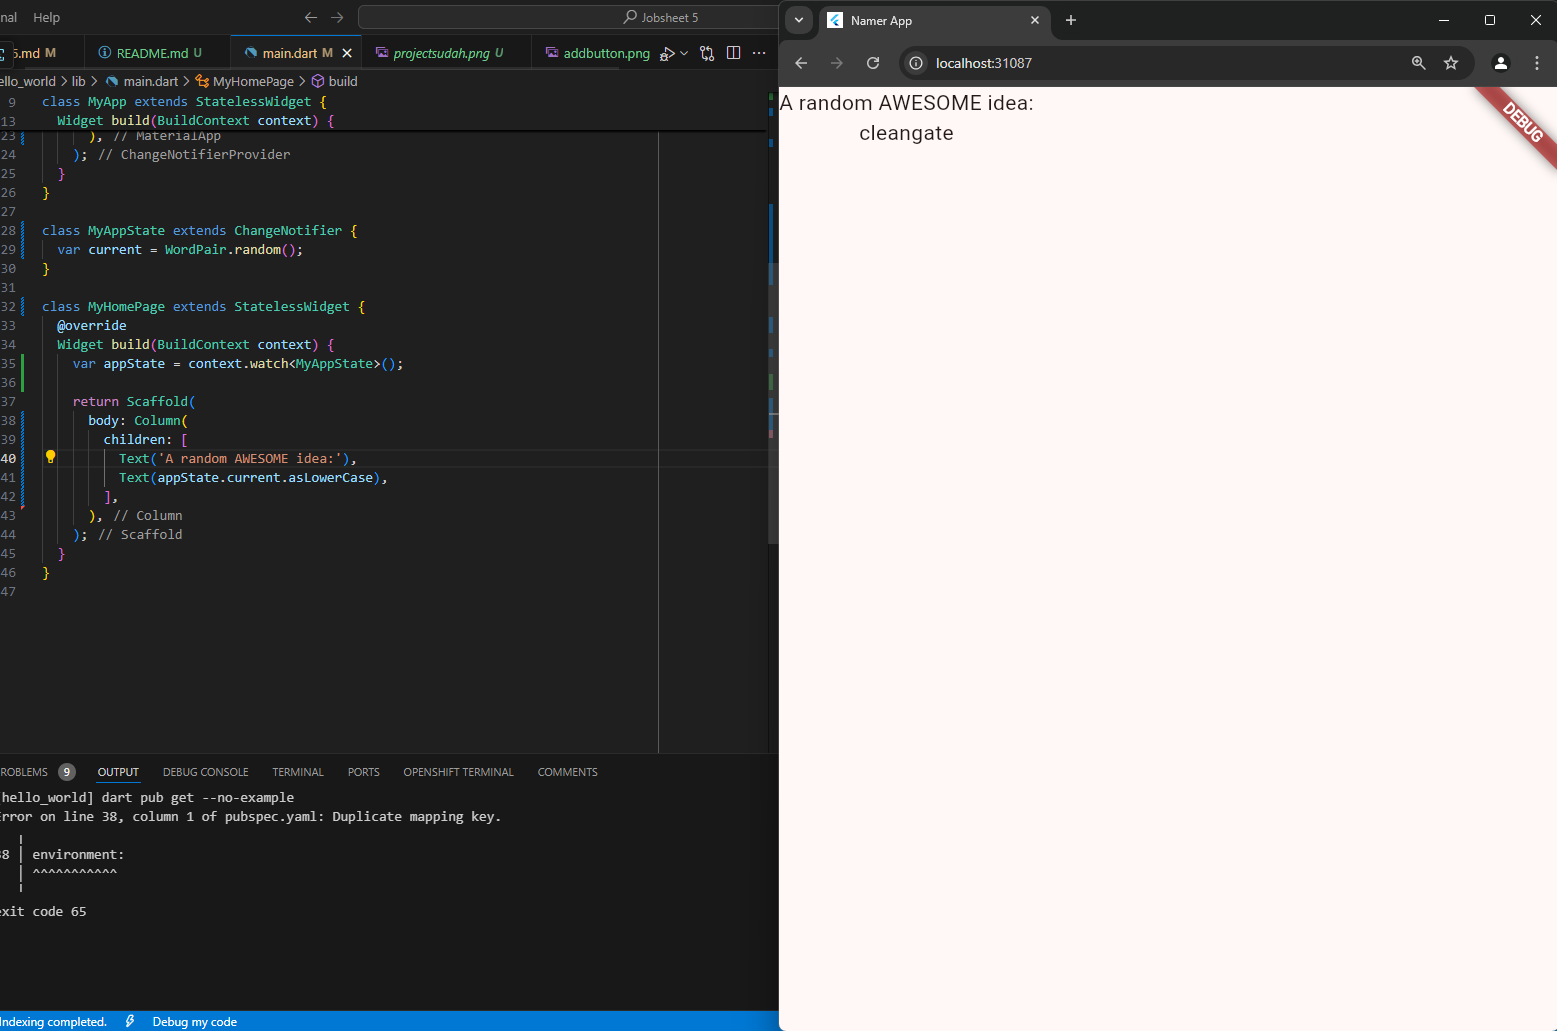 nal Help
Jobsheet 5
5.md M
README.md U
main.dart M
projectsudah.png U
addbutton.png
ello_world > lib > main.dart > MyHomePage > build
9 class MyApp extends StatelessWidget {
13 Widget build(BuildContext context) {
23 ), // MaterialApp
24 ); // ChangeNotifierProvider
25 }
26 }
27
28 class MyAppState extends ChangeNotifier {
29 var current = WordPair.random();
30 }
31
32 class MyHomePage extends StatelessWidget {
33 @override
34 Widget build(BuildContext context) {
35 var appState = context.watch<MyAppState>();
36
37 return Scaffold(
38 body: Column(
39 children: [
40 Text('A random AWESOME idea:'),
41 Text(appState.current.asLowerCase),
42 ],
43 ), // Column
44 ); // Scaffold
45 }
46 }
47
ROBLEMS 9 OUTPUT DEBUG CONSOLE TERMINAL PORTS OPENSHIFT TERMINAL COMMENTS
hello_world] dart pub get --no-example
rror on line 38, column 1 of pubspec.yaml: Duplicate mapping key.
38 │ environment:
│ ^^^^^^^^^^^
exit code 65
Indexing completed. Debug my code
Namer App
localhost:31087
A random AWESOME idea:
cleangate
DEBUG